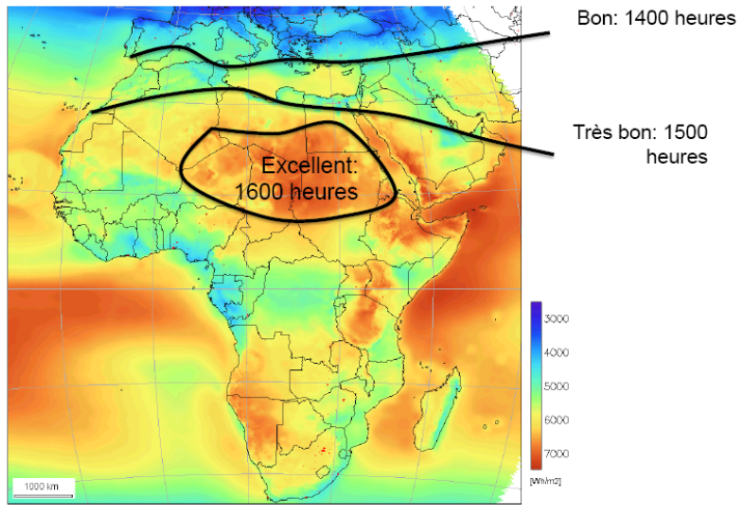 Bon: 1400 heures
Très bon: 1500
heures
Excellent:
1600 heures
3000
4000
5000
6000
7000
[Wh/m2]
1000 km